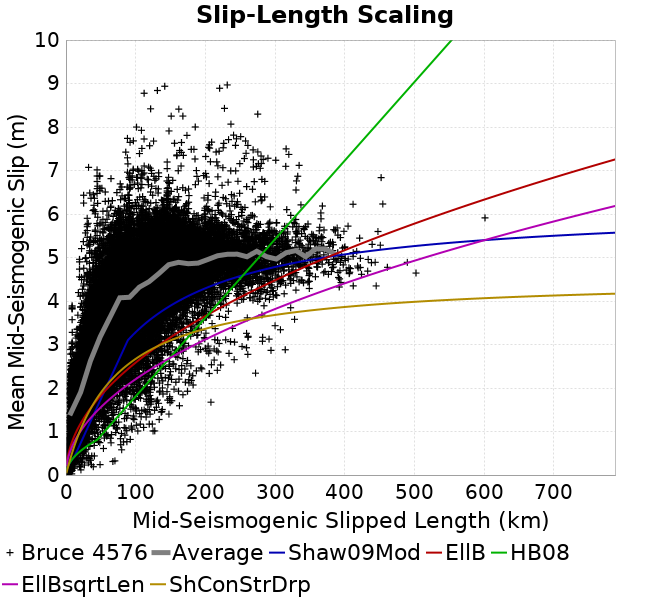 Slip-Length Scaling
Mean Mid-Seismogenic Slip (m)
10
9
8
7
6
5
4
3
2
1
0
0 100 200 300 400 500 600 700
Mid-Seismogenic Slipped Length (km)
Bruce 4576 Average Shaw09Mod EllB HB08
EllBsqrtLen ShConStrDrp